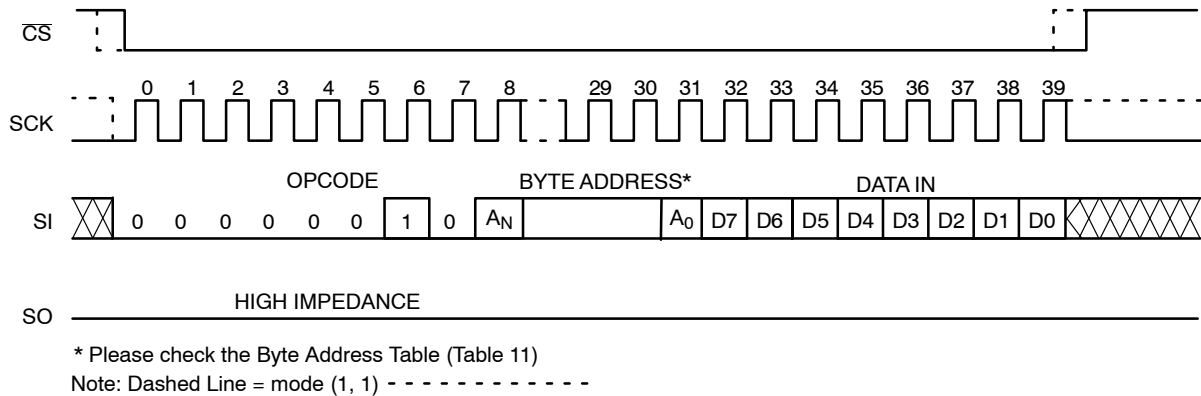 CS
0 1 2 3 4 5 6 7 8 29 30 31 32 33 34 35 36 37 38 39
SCK
OPCODE BYTE ADDRESS* DATA IN
SI 0 0 0 0 0 0 1 0 AN A0 D7 D6 D5 D4 D3 D2 D1 D0
HIGH IMPEDANCE
SO
* Please check the Byte Address Table (Table 11)
Note: Dashed Line = mode (1, 1) - - - - - - - - - - - - -